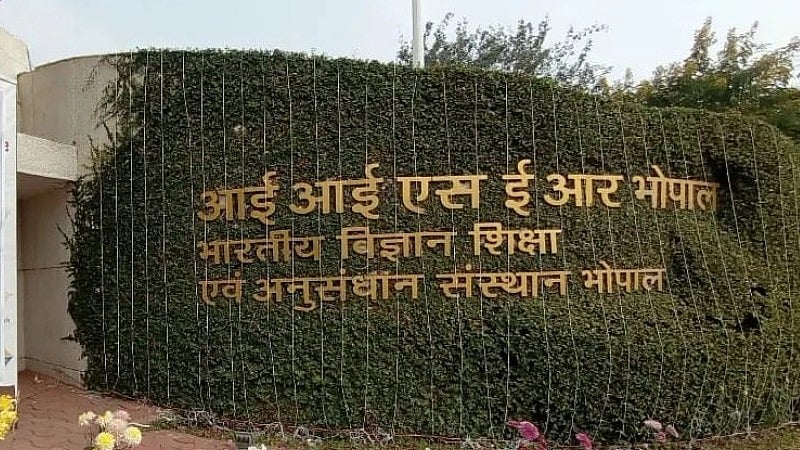 आई आई एस ई आर भोपाल
भारतीय विज्ञान शिक्षा
एवं अनुसंधान संस्थान भोपाल